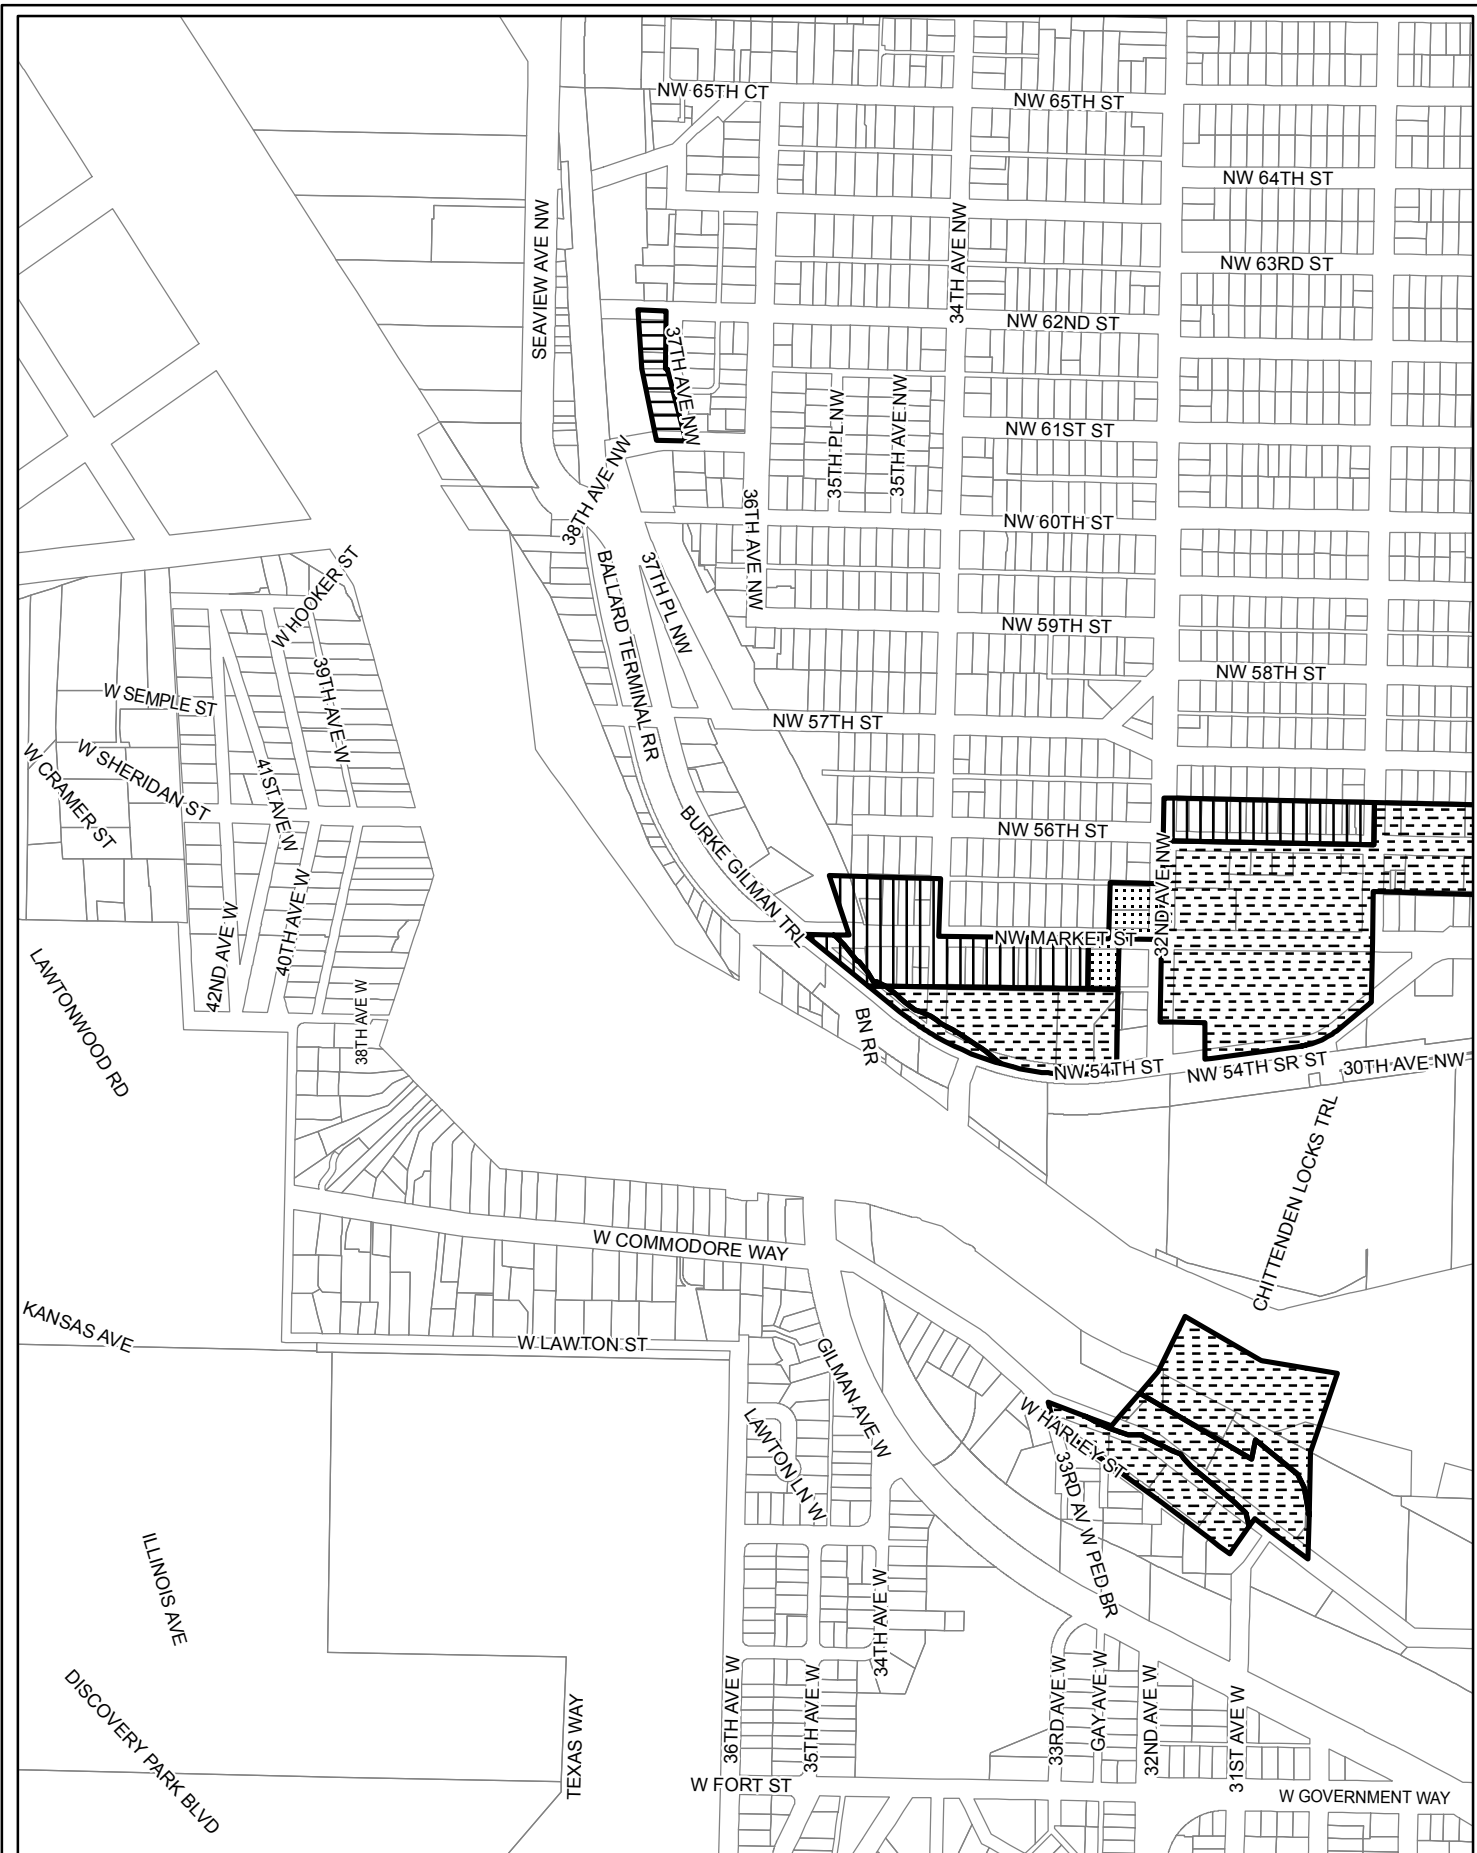 NW 65TH CT
NW 65TH ST
NW 64TH ST
SEAVIEW AVE NW
34TH AVE NW
NW 63RD ST
NW 62ND ST
37TH AVE NW
35TH PL NW
35TH AVE NW
NW 61ST ST
38TH AVE NW
36TH AVE NW
NW 60TH ST
W HOOKER ST
BALLARD TERMINAL RR
37TH PL NW
NW 59TH ST
39TH AVE W
NW 58TH ST
W SEMPLE ST
NW 57TH ST
W CRAMER ST
W SHERIDAN ST
41ST AVE W
BURKE GILMAN TRL
NW 56TH ST
32ND AVE NW
42ND AVE W
40TH AVE W
NW MARKET ST
LAWTONWOOD RD
38TH AVE W
BN RR
NW 54TH ST
NW 54TH SR ST
30TH AVE NW
CHITTENDEN LOCKS TRL
W COMMODORE WAY
KANSAS AVE
W LAWTON ST
GILMAN AVE W
LAWTON LN W
W HARLEY ST
33RD AV W PED BR
ILLINOIS AVE
34TH AVE W
DISCOVERY PARK BLVD
TEXAS WAY
36TH AVE W
35TH AVE W
33RD AVE W
GAY AVE W
32ND AVE W
31ST AVE W
W FORT ST
W GOVERNMENT WAY